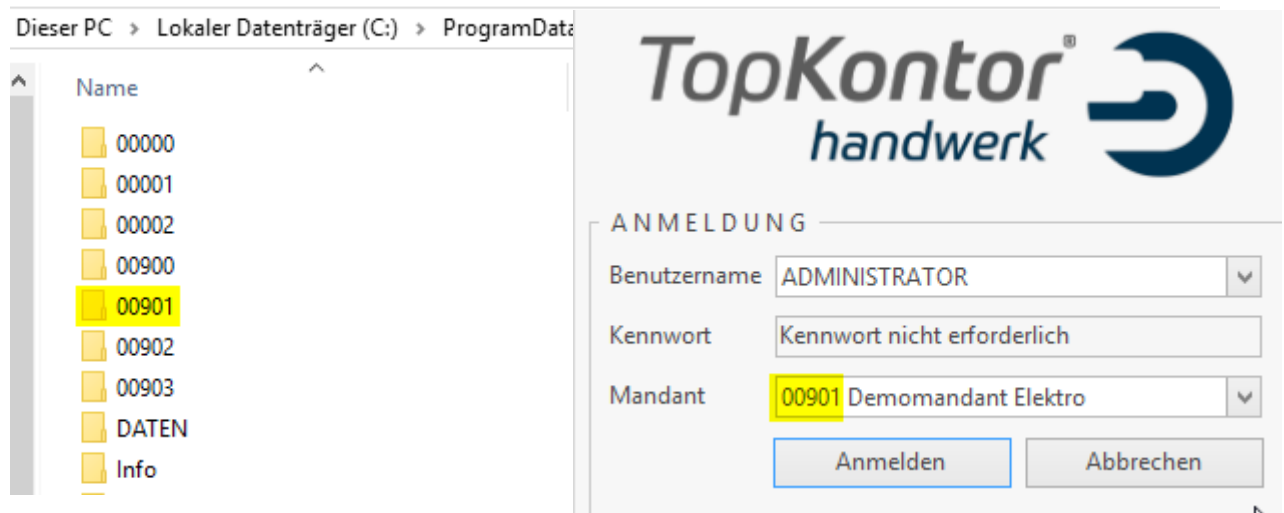 Dieser PC > Lokaler Datenträger (C:) > ProgramData
Name
00000
00001
00002
00900
00901
00902
00903
DATEN
Info
TopKontor®
handwerk
ANMELDUNG
Benutzername ADMINISTRATOR
Kennwort Kennwort nicht erforderlich
Mandant 00901 Demomandant Elektro
Anmelden Abbrechen